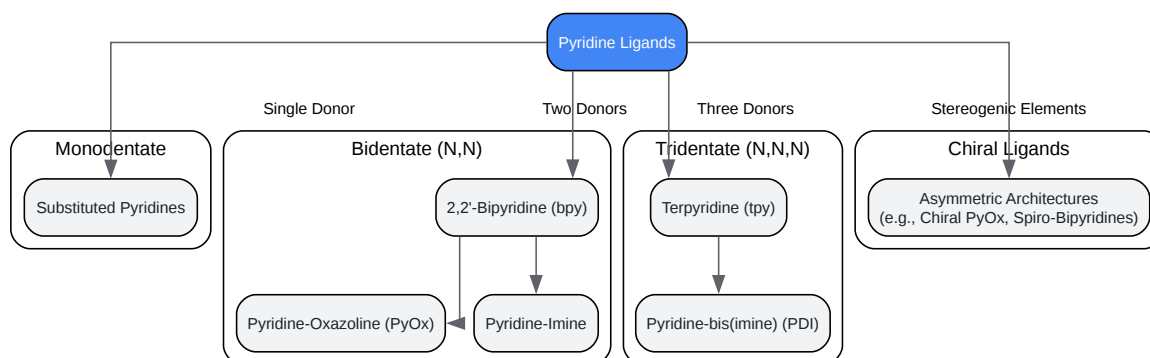 Pyridine Ligands
Single Donor
Two Donors
Three Donors
Stereogenic Elements
Monodentate
Bidentate (N,N)
Tridentate (N,N,N)
Chiral Ligands
Substituted Pyridines
2,2'-Bipyridine (bpy)
Terpyridine (tpy)
Asymmetric Architectures
(e.g., Chiral PyOx, Spiro-Bipyridines)
Pyridine-Oxazoline (PyOx)
Pyridine-Imine
Pyridine-bis(imine) (PDI)